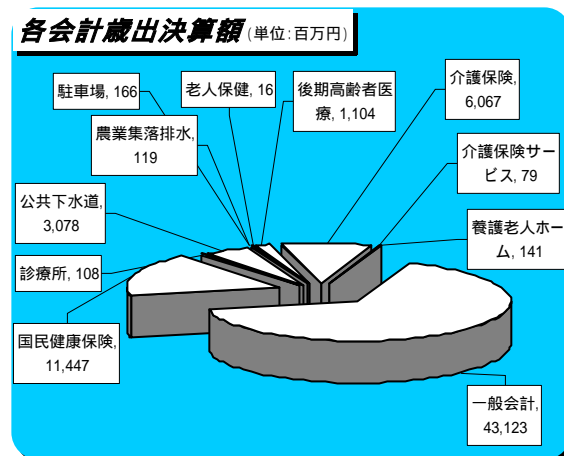 各会計歳出決算額(単位:百万円)
駐車場, 166
老人保健, 16
後期高齢者医
療, 1,104
介護保険,
6,067
農業集落排水,
119
介護保険サー
ビス, 79
公共下水道,
3,078
養護老人ホー
ム, 141
診療所, 108
国民健康保険,
11,447
一般会計,
43,123